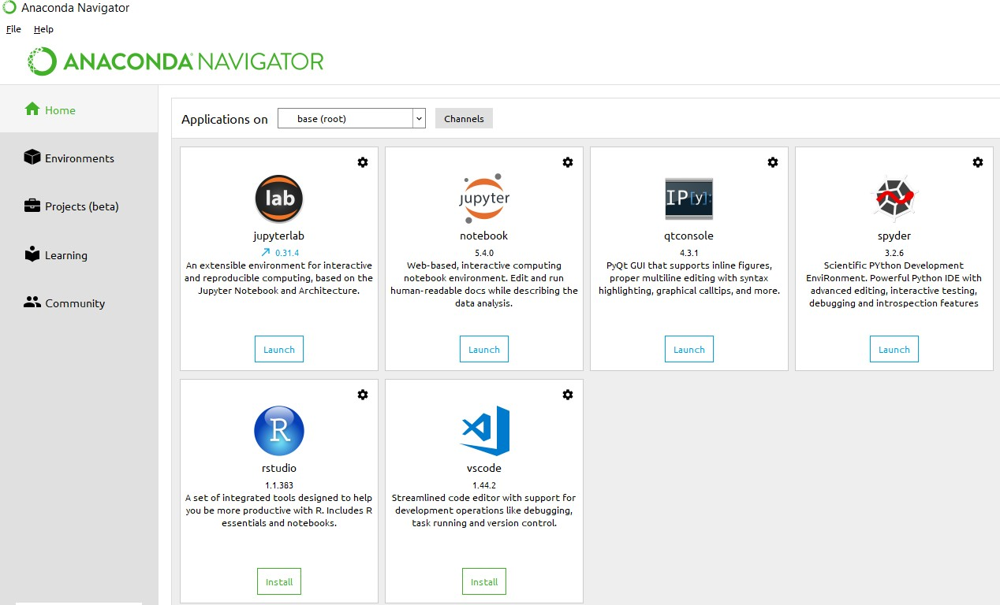 Anaconda Navigator
File Help
ANACONDA NAVIGATOR
Home
Environments
Projects (beta)
Learning
Community
Applications on base (root) Channels
lab
jupyterlab
0.31.4
An extensible environment for interactive
and reproducible computing, based on the
Jupyter Notebook and Architecture.
Launch
jupyter
notebook
5.4.0
Web-based, interactive computing
notebook environment. Edit and run
human-readable docs while describing the
data analysis.
Launch
IP[y]:
qtconsole
4.3.1
PyQt GUI that supports inline figures,
proper multiline editing with syntax
highlighting, graphical calltips, and more.
Launch
spyder
3.2.6
Scientific PYthon Development
EnviRonment. Powerful Python IDE with
advanced editing, interactive testing,
debugging and introspection features
Launch
R
rstudio
1.1.383
A set of integrated tools designed to help
you be more productive with R. Includes R
essentials and notebooks.
Install
vscode
1.44.2
Streamlined code editor with support for
development operations like debugging,
task running and version control.
Install